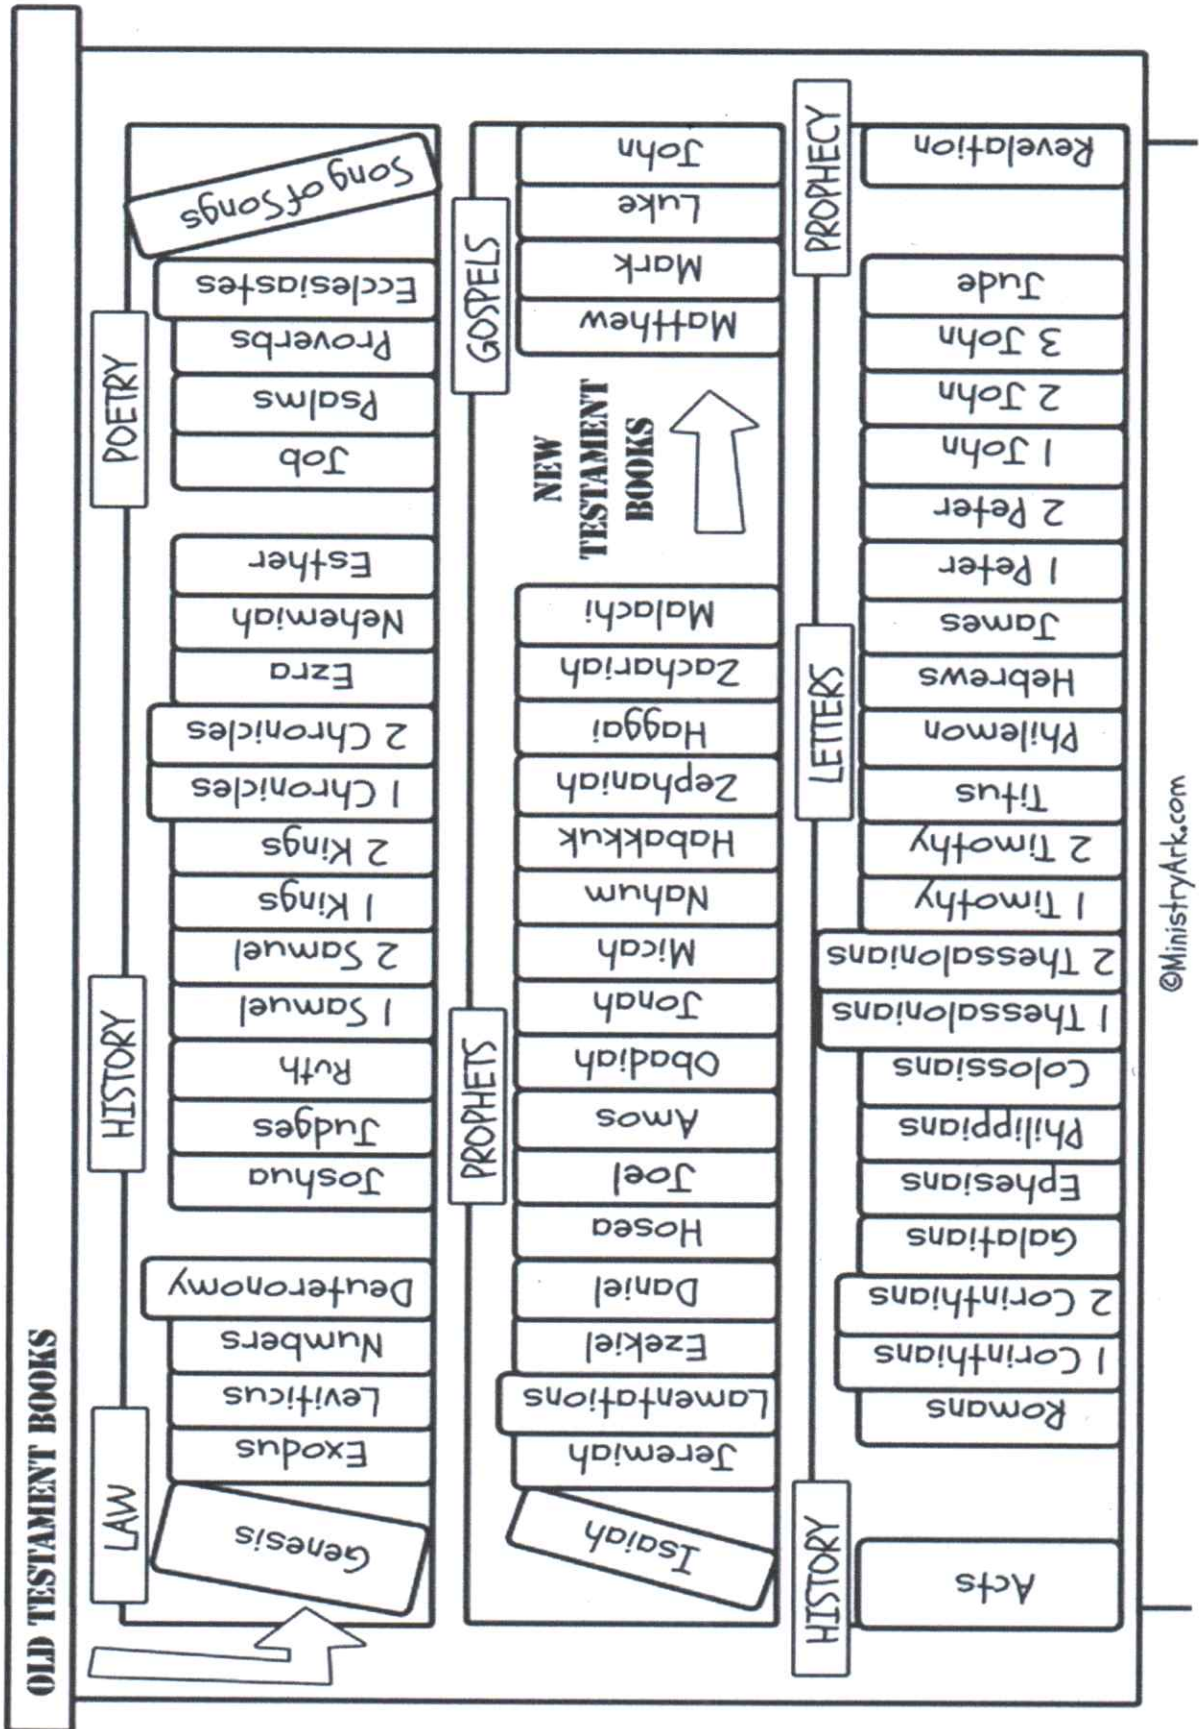 OLD TESTAMENT BOOKS
LAW
HISTORY
POETRY
Genesis
Exodus
Leviticus
Numbers
Deuteronomy
Joshua
Judges
Ruth
1 Samuel
2 Samuel
1 Kings
2 Kings
1 Chronicles
2 Chronicles
Ezra
Nehemiah
Esther
Job
Psalms
Proverbs
Ecclesiastes
Song of Songs
PROPHETS
GOSPELS
Isaiah
Jeremiah
Lamentations
Ezekiel
Daniel
Hosea
Joel
Amos
Obadiah
Jonah
Micah
Nahum
Habakkuk
Zephaniah
Haggai
Zachariah
Malachi
NEW
TESTAMENT
BOOKS
Matthew
Mark
Luke
John
HISTORY
LETTERS
PROPHECY
Acts
Romans
1 Corinthians
2 Corinthians
Galatians
Ephesians
Philippians
Colossians
1 Thessalonians
2 Thessalonians
1 Timothy
2 Timothy
Titus
Philemon
Hebrews
James
1 Peter
2 Peter
1 John
2 John
3 John
Jude
Revelation
©MinistryArk.com